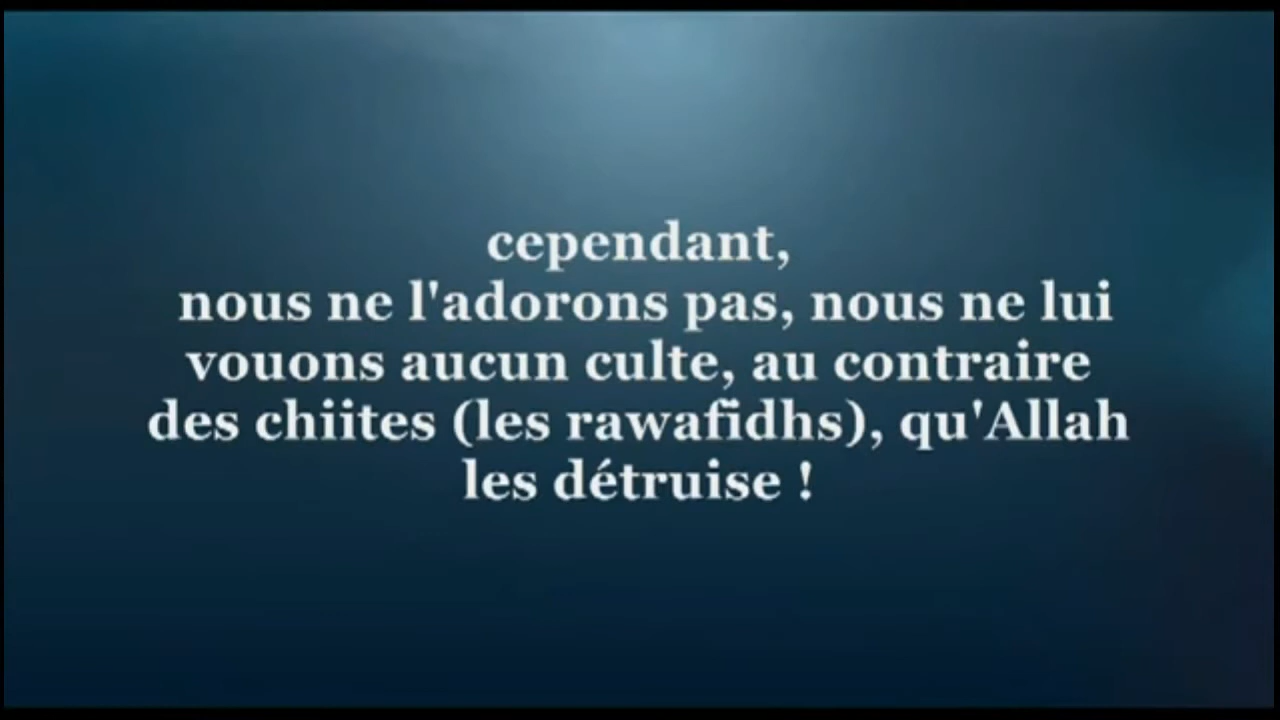 cependant,
nous ne l'adorons pas, nous ne lui
vouons aucun culte, au contraire
des chiites (les rawafidhs), qu'Allah
les détruise !